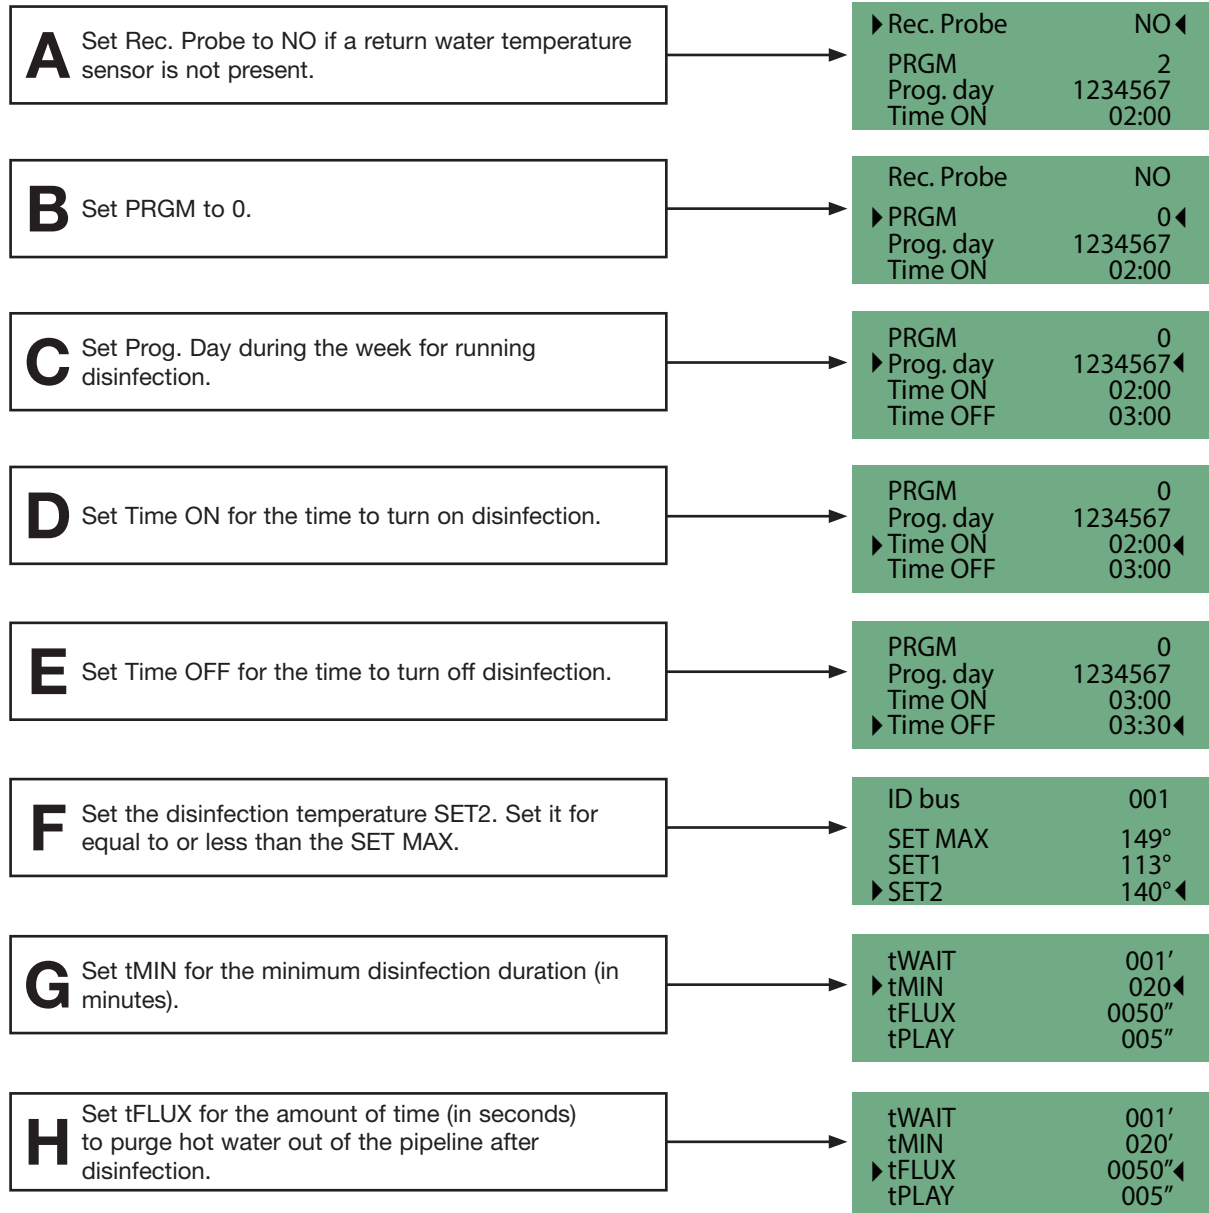 A
Set Rec. Probe to NO if a return water temperature
sensor is not present.
▶Rec. Probe NO◀
PRGM 2
Prog. day 1234567
Time ON 02:00
B
Set PRGM to 0.
Rec. Probe NO
▶PRGM 0◀
Prog. day 1234567
Time ON 02:00
C
Set Prog. Day during the week for running
disinfection.
PRGM 0
▶Prog. day 1234567◀
Time ON 02:00
Time OFF 03:00
D
Set Time ON for the time to turn on disinfection.
PRGM 0
Prog. day 1234567
▶Time ON 02:00◀
Time OFF 03:00
E
Set Time OFF for the time to turn off disinfection.
PRGM 0
Prog. day 1234567
Time ON 03:00
▶Time OFF 03:30◀
F
Set the disinfection temperature SET2. Set it for
equal to or less than the SET MAX.
ID bus 001
SET MAX 149°
SET1 113°
▶SET2 140°◀
G
Set tMIN for the minimum disinfection duration (in
minutes).
tWAIT 001′
▶tMIN 020◀
tFLUX 0050″
tPLAY 005″
H
Set tFLUX for the amount of time (in seconds)
to purge hot water out of the pipeline after
disinfection.
tWAIT 001′
tMIN 020′
▶tFLUX 0050″◀
tPLAY 005″